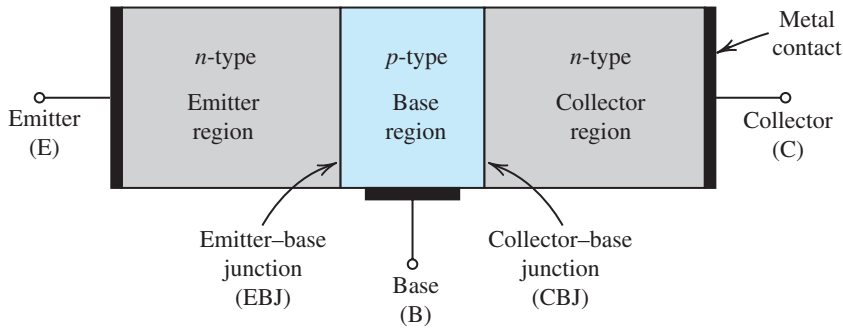 Metal
contact
n-type
Emitter
region
p-type
Base
region
n-type
Collector
region
Emitter
(E)
Collector
(C)
Emitter–base
junction
(EBJ)
Base
(B)
Collector–base
junction
(CBJ)